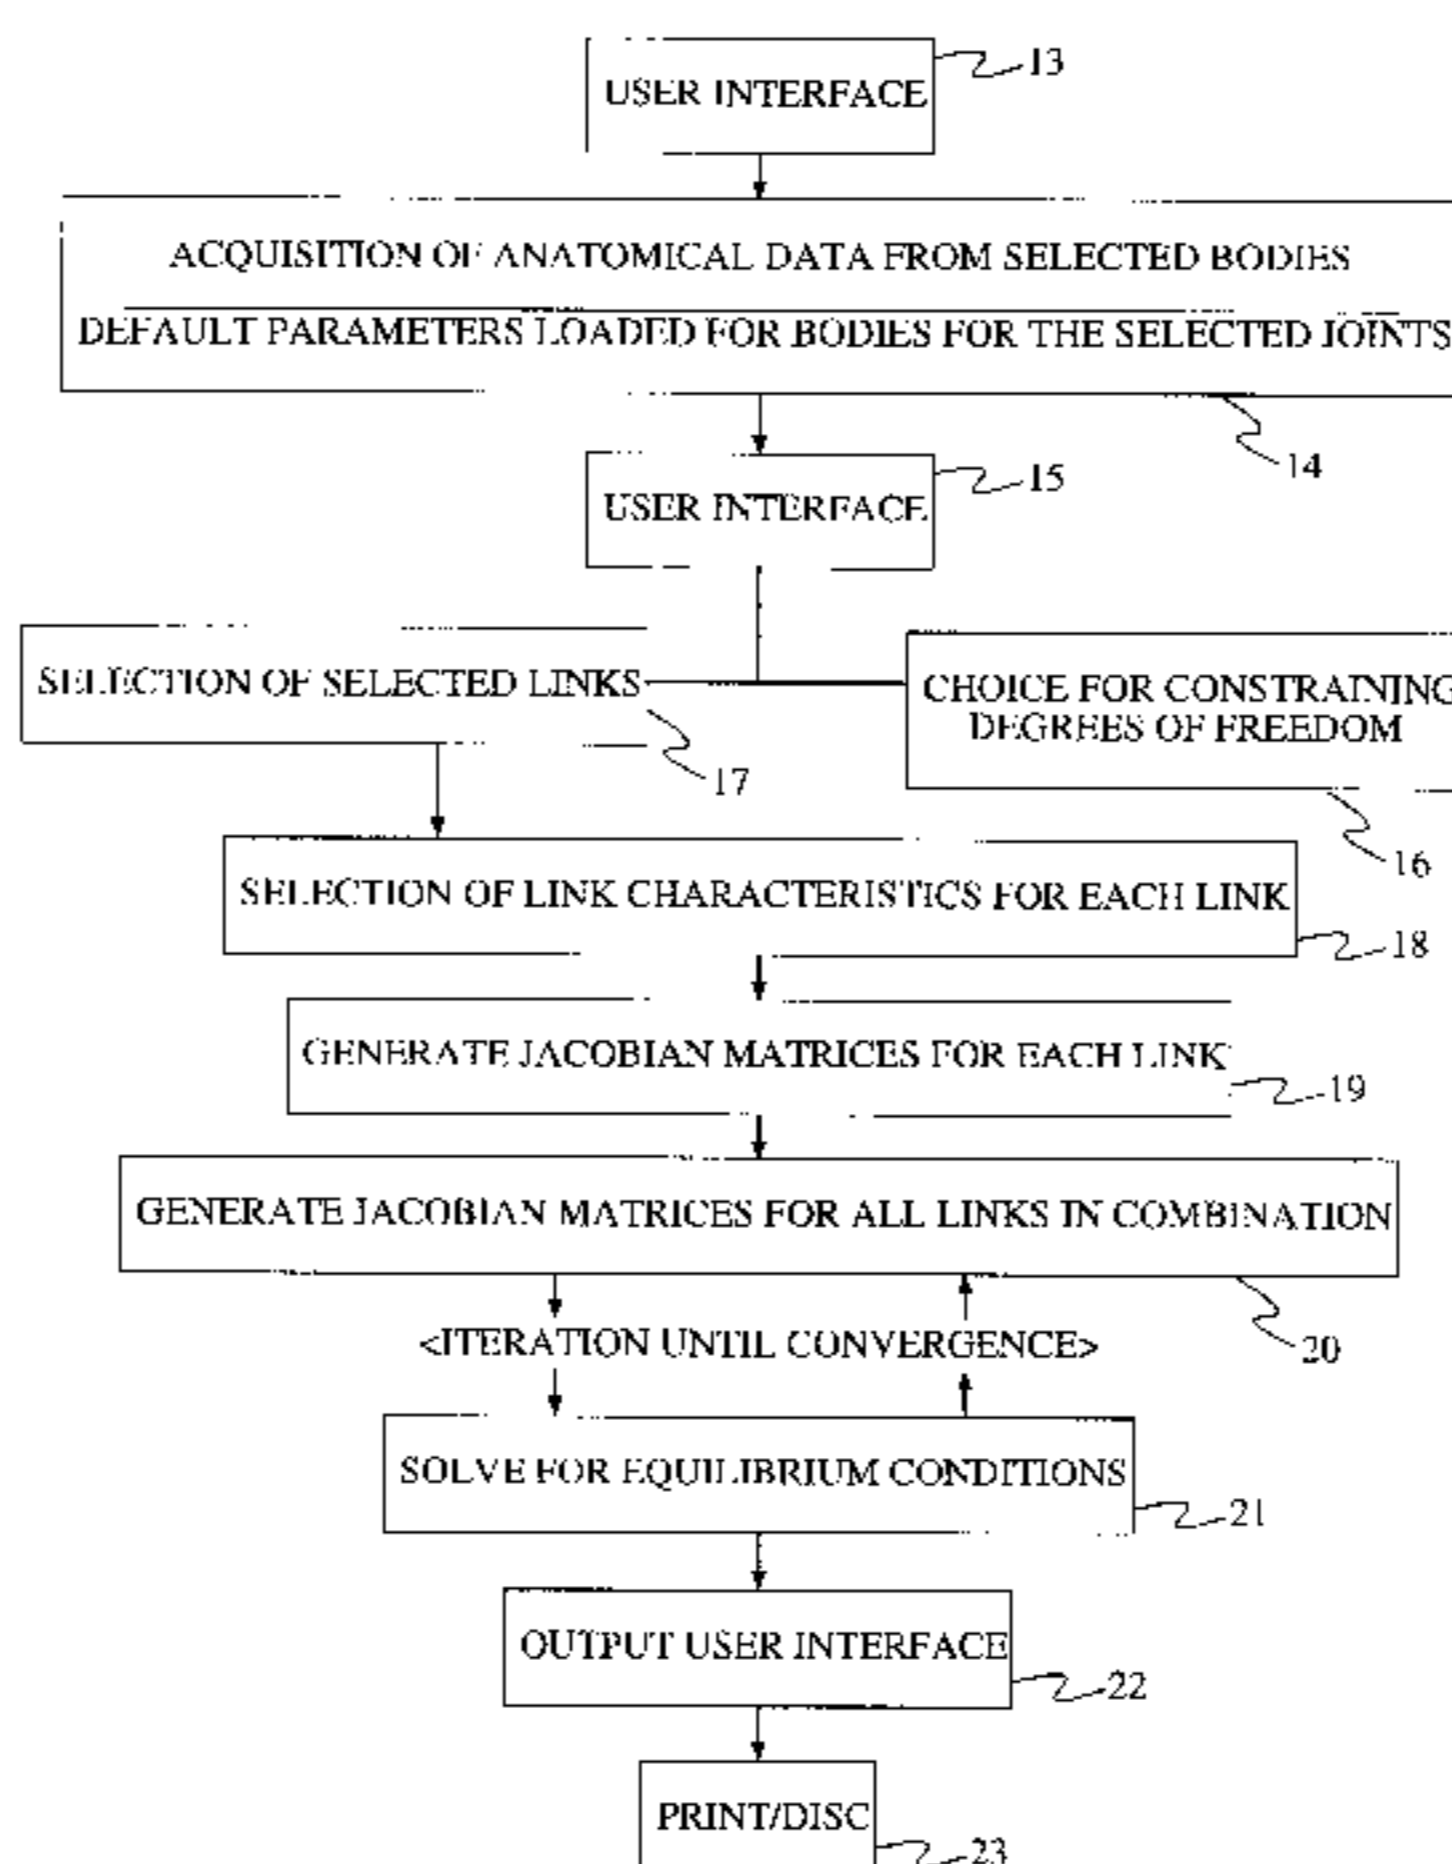 USER INTERFACE
13
ACQUISITION OF ANATOMICAL DATA FROM SELECTED BODIES
DEFAULT PARAMETERS LOADED FOR BODIES FOR THE SELECTED JOINTS
14
USER INTERFACE
15
SELECTION OF SELECTED LINKS
17
CHOICE FOR CONSTRAINING
DEGREES OF FREEDOM
16
SELECTION OF LINK CHARACTERISTICS FOR EACH LINK
18
GENERATE JACOBIAN MATRICES FOR EACH LINK
19
GENERATE JACOBIAN MATRICES FOR ALL LINKS IN COMBINATION
20
<ITERATION UNTIL CONVERGENCE>
SOLVE FOR EQUILIBRIUM CONDITIONS
21
OUTPUT USER INTERFACE
22
PRINT/DISC
23